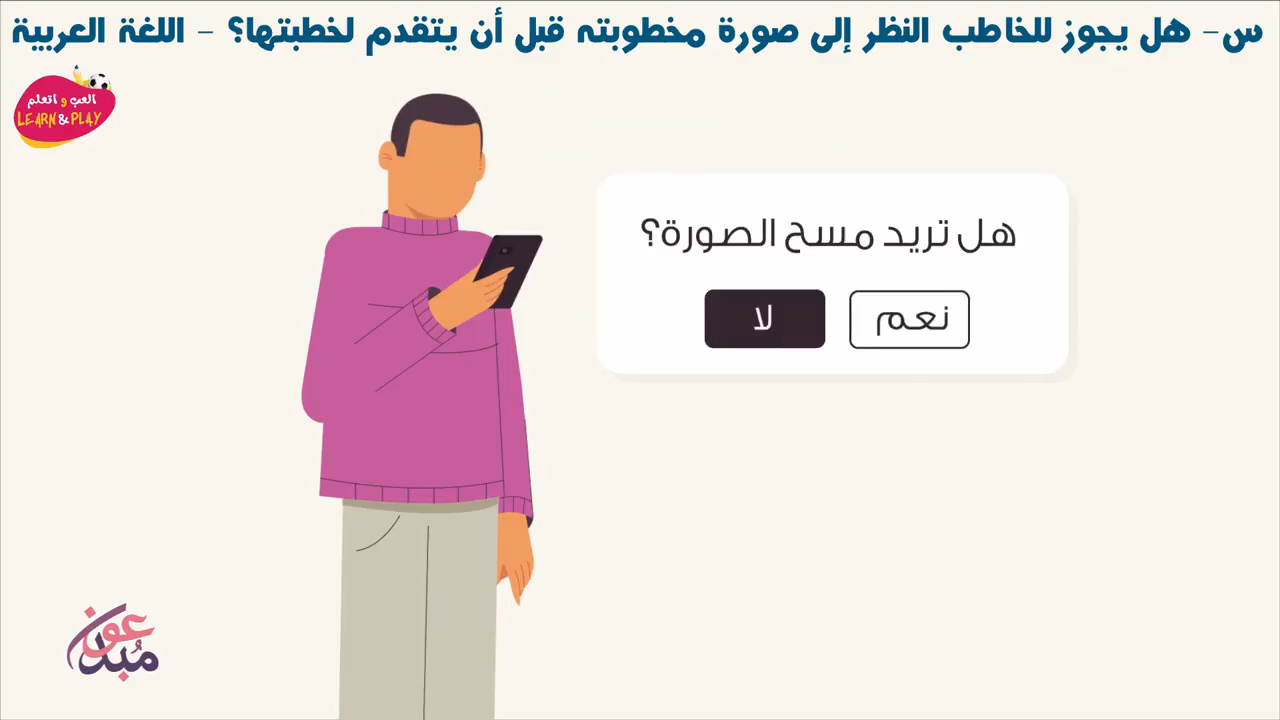 س- هل يجوز للخاطب النظر إلى صورة مخطوبته قبل أن يتقدم لخطبتها؟ - اللغة العربية
العب و اتعلم
LEARN & PLAY
هل تريد مسح الصورة؟
نعم
لا
مُبدعون